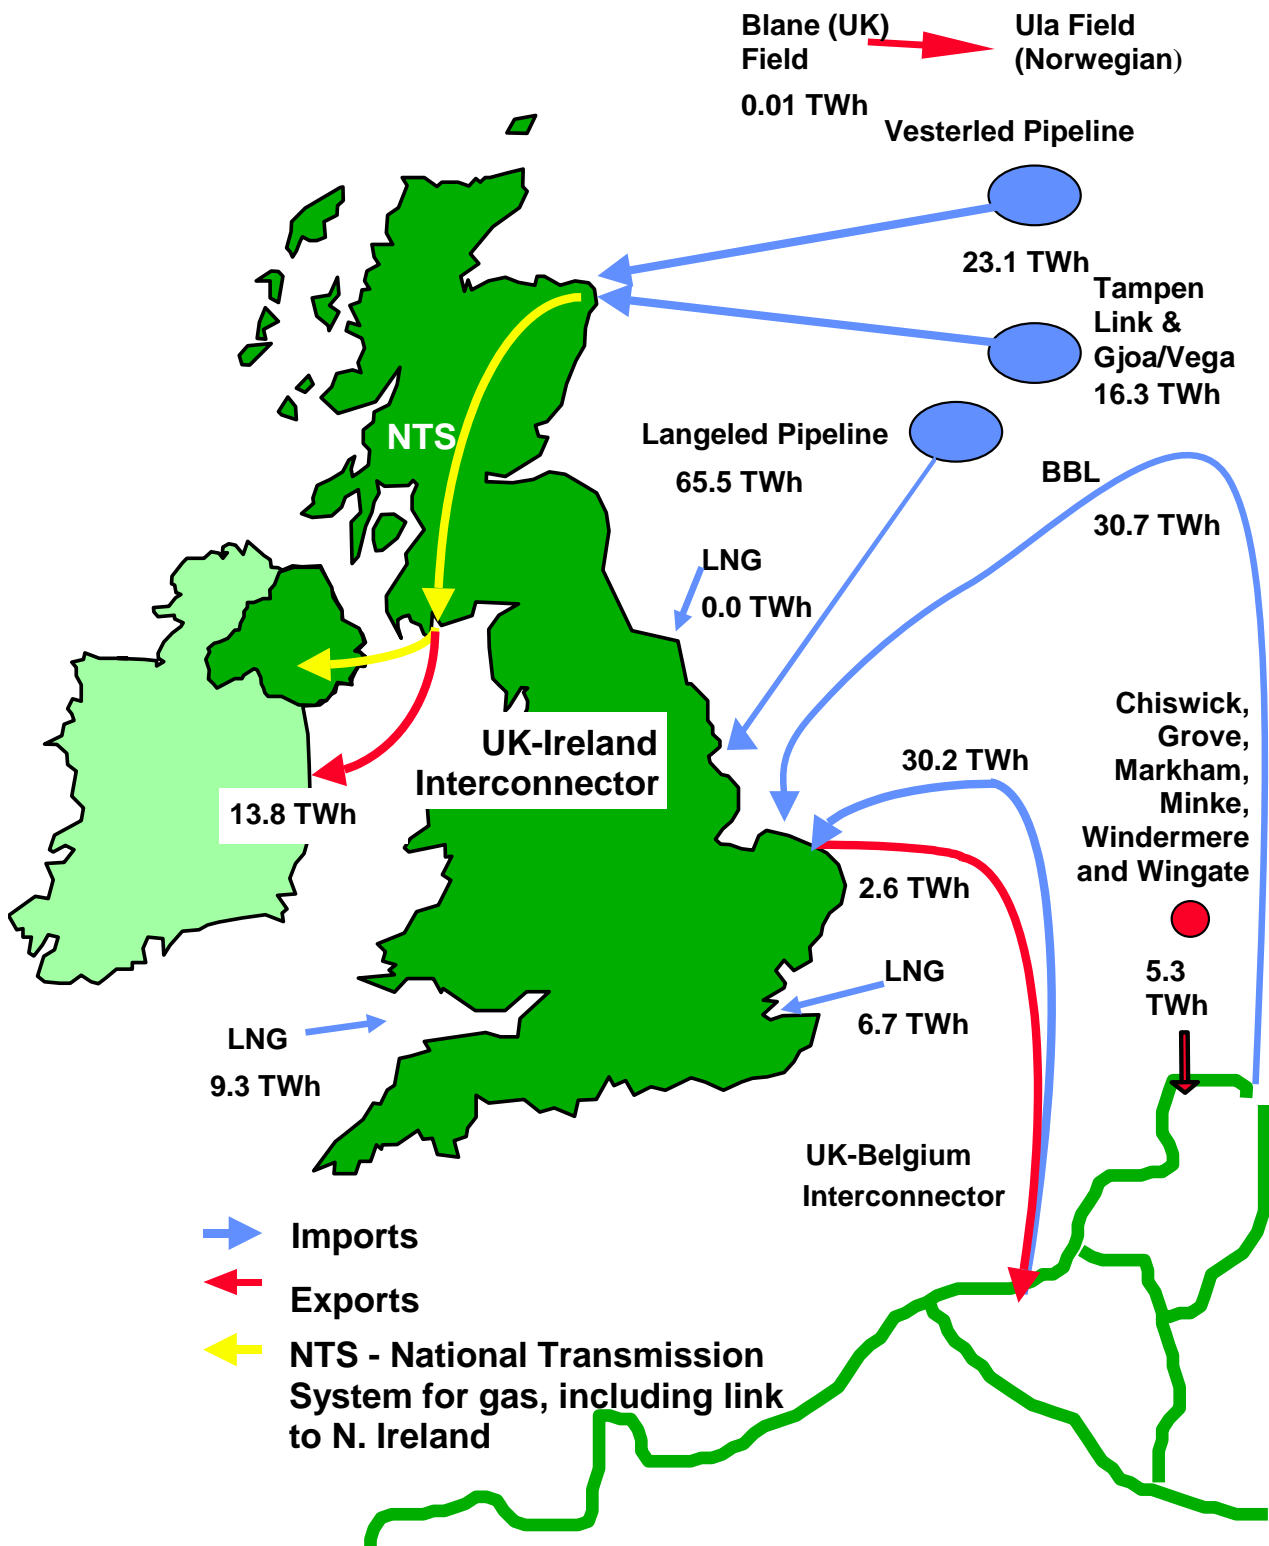 Blane (UK)
Field
0.01 TWh
Ula Field
(Norwegian)
Vesterled Pipeline
23.1 TWh
Tampen
Link &
Gjoa/Vega
16.3 TWh
NTS
Langeled Pipeline
65.5 TWh
BBL
30.7 TWh
LNG
0.0 TWh
Chiswick,
Grove,
Markham,
Minke,
Windermere
and Wingate
5.3
TWh
UK-Ireland
Interconnector
13.8 TWh
30.2 TWh
2.6 TWh
LNG
6.7 TWh
LNG
9.3 TWh
UK-Belgium
Interconnector
Imports
Exports
NTS - National Transmission
System for gas, including link
to N. Ireland